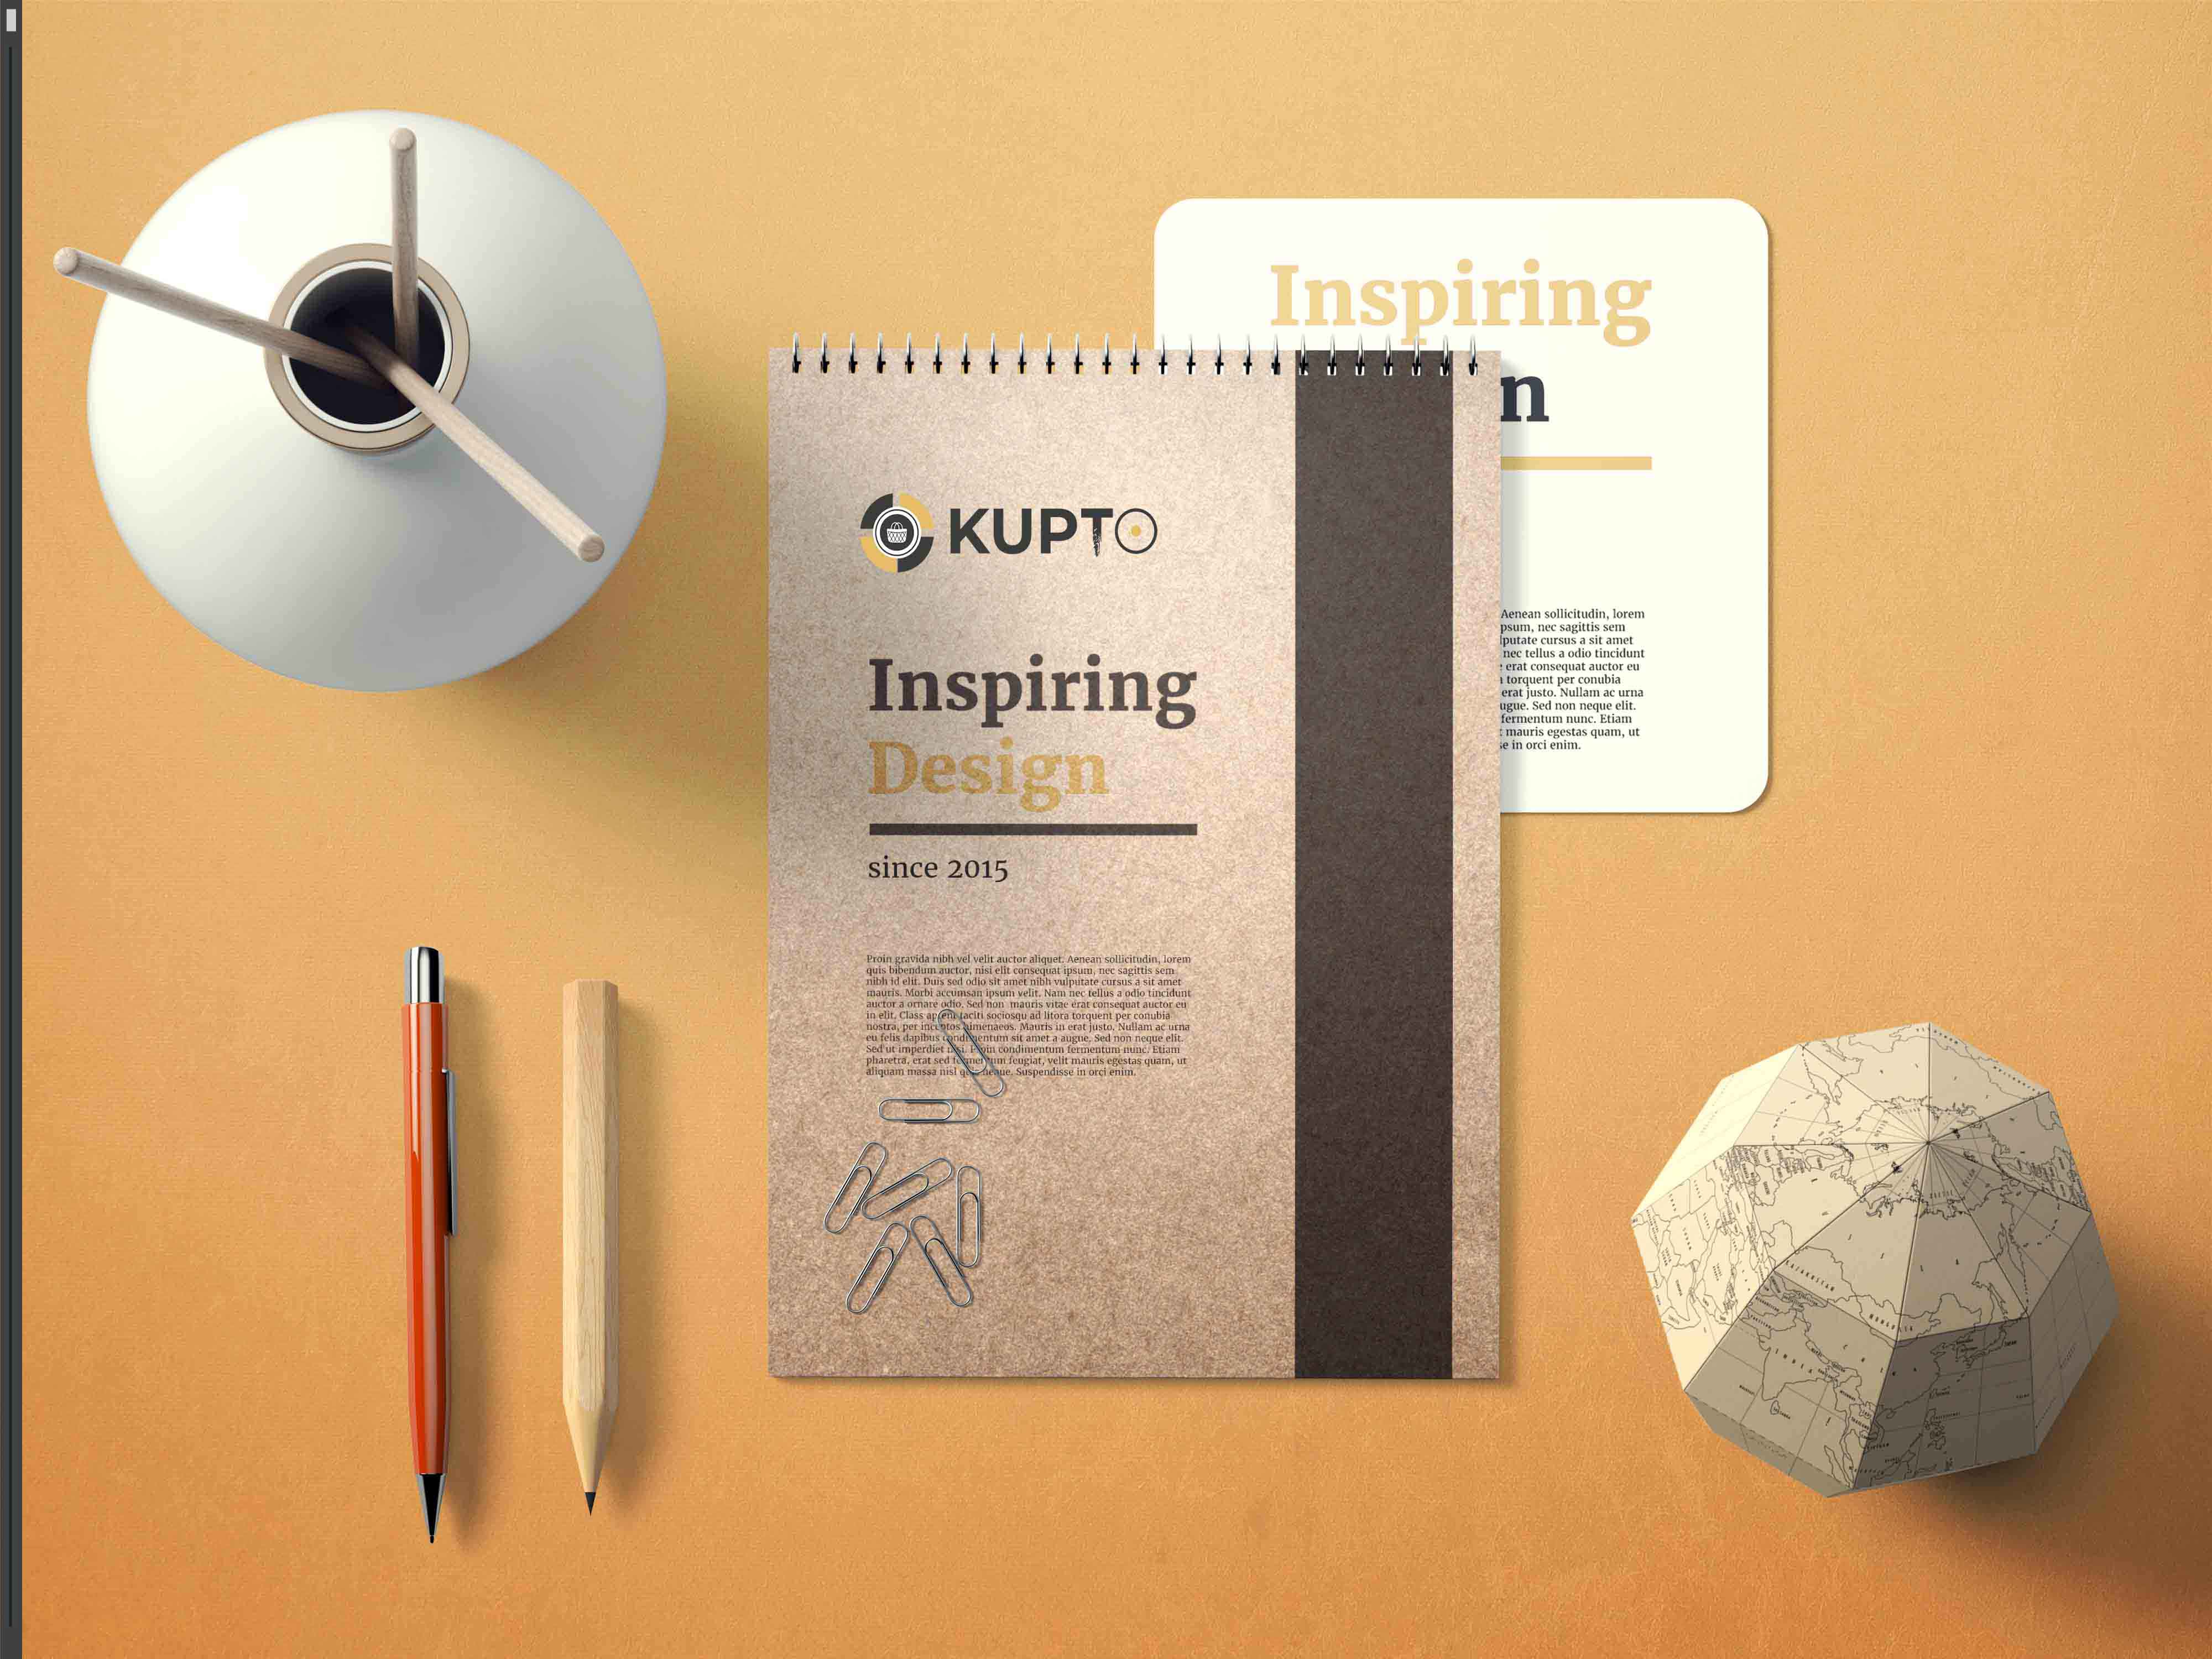 Inspiring
n
Aenean sollicitudin, lorem
psum, nec sagittis sem
lputate cursus a sit amet
nec tellus a odio tincidunt
erat consequat auctor eu
torquent per conubia
erat justo. Nullam ac urna
ugue. Sed non neque elit.
fermentum nunc. Etiam
mauris egestas quam, ut
se in orci enim.
KUPTO
Inspiring
Design
since 2015
Proin gravida nibh vel velit auctor aliquet. Aenean sollicitudin, lorem
quis bibendum auctor, nisi elit consequat ipsum, nec sagittis sem
nibh id elit. Duis sed odio sit amet nibh vulputate cursus a sit amet
mauris. Morbi accumsan ipsum velit. Nam nec tellus a odio tincidunt
auctor a ornare odio. Sed non mauris vitae erat consequat auctor eu
in elit. Class aptent taciti sociosqu ad litora torquent per conubia
nostra, per inceptos himenaeos. Mauris in erat justo. Nullam ac urna
eu felis dapibus condimentum sit amet a augue. Sed non neque elit.
Sed ut imperdiet nisi. Proin condimentum fermentum nunc. Etiam
pharetra, erat sed fermentum feugiat, velit mauris egestas quam, ut
aliquam massa nisl quis neque. Suspendisse in orci enim.
KAZAKHSTAN
MONGOLIA
INDIA